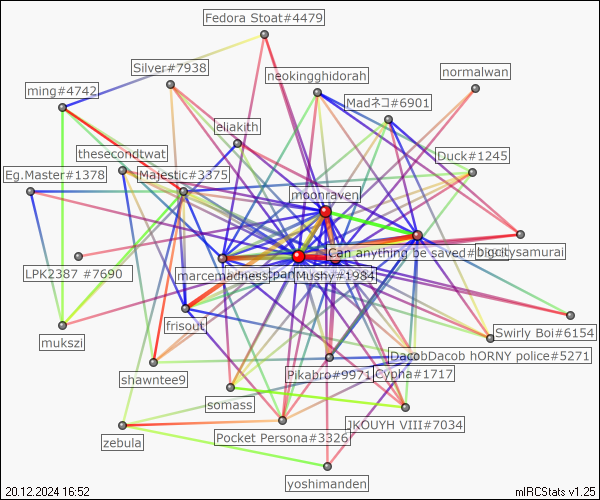 Fedora Stoat#4479
Silver#7938
neokingghidorah
normalwan
ming#4742
Madネコ#6901
eliakith
thesecondtwat
Duck#1245
Eg.Master#1378
Majestic#3375
moonraven
Can anything be saved
bigcitysamurai
LPK2387 #7690
marcemadness
Mushy#1984
frisout
Swirly Boi#6154
mukszi
DacobDacob hORNY police#5271
shawntee9
Pikabro#9971
Cypha#1717
somass
JKOUYH VIII#7034
zebula
Pocket Persona#3326
yoshimanden
20.12.2024 16:52
mIRCStats v1.25